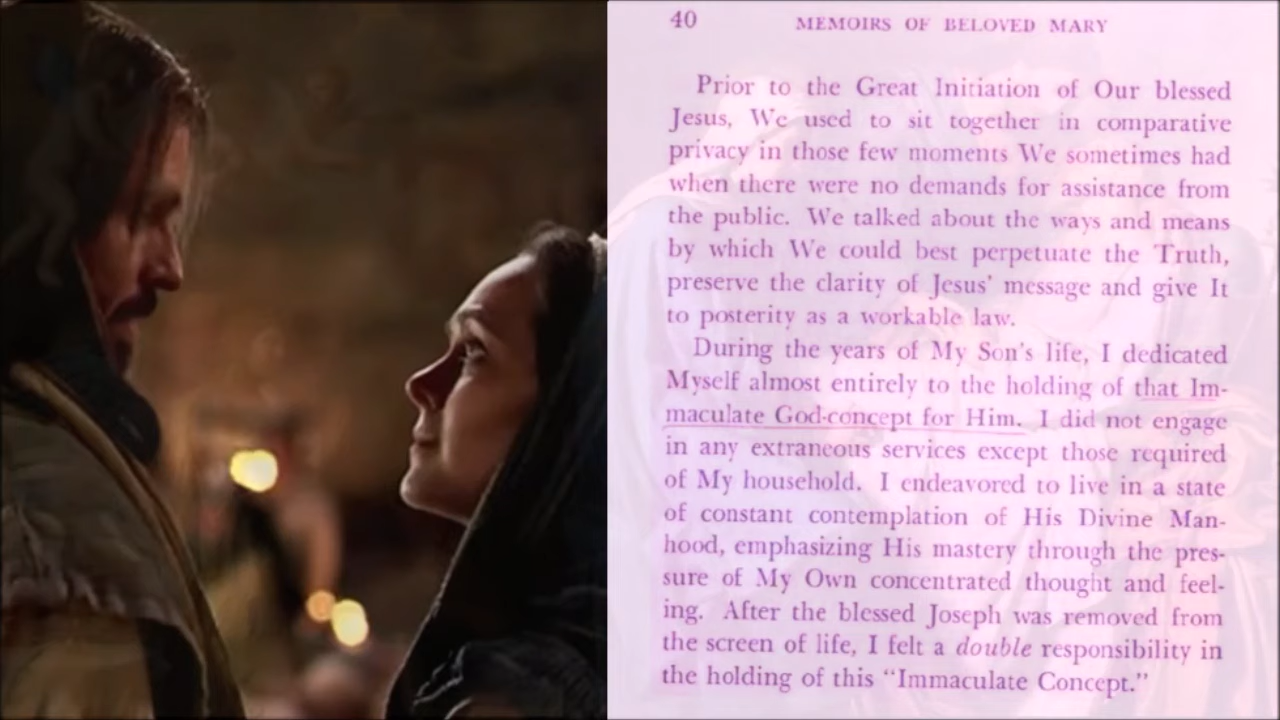 40 MEMOIRS OF BELOVED MARY
Prior to the Great Initiation of Our blessed
Jesus, We used to sit together in comparative
privacy in those few moments We sometimes had
when there were no demands for assistance from
the public. We talked about the ways and means
by which We could best perpetuate the Truth,
preserve the clarity of Jesus' message and give It
to posterity as a workable law.
During the years of My Son's life, I dedicated
Myself almost entirely to the holding of that Im-
maculate God-concept for Him. I did not engage
in any extraneous services except those required
of My household. I endeavored to live in a state
of constant contemplation of His Divine Man-
hood, emphasizing His mastery through the pres-
sure of My Own concentrated thought and feel-
ing. After the blessed Joseph was removed from
the screen of life, I felt a double responsibility in
the holding of this "Immaculate Concept."